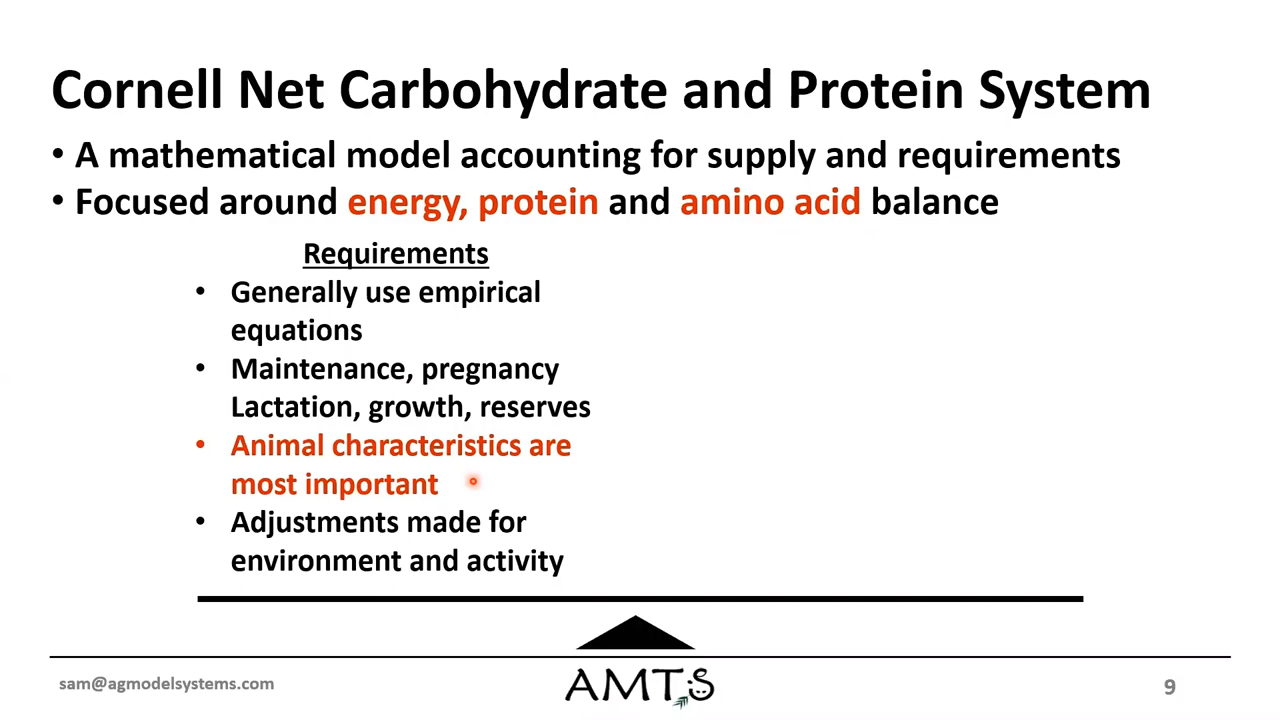 Cornell Net Carbohydrate and Protein System
• A mathematical model accounting for supply and requirements
• Focused around energy, protein and amino acid balance
Requirements
• Generally use empirical
equations
• Maintenance, pregnancy
Lactation, growth, reserves
• Animal characteristics are
most important
• Adjustments made for
environment and activity
sam@agmodelsystems.com
AMTS
9